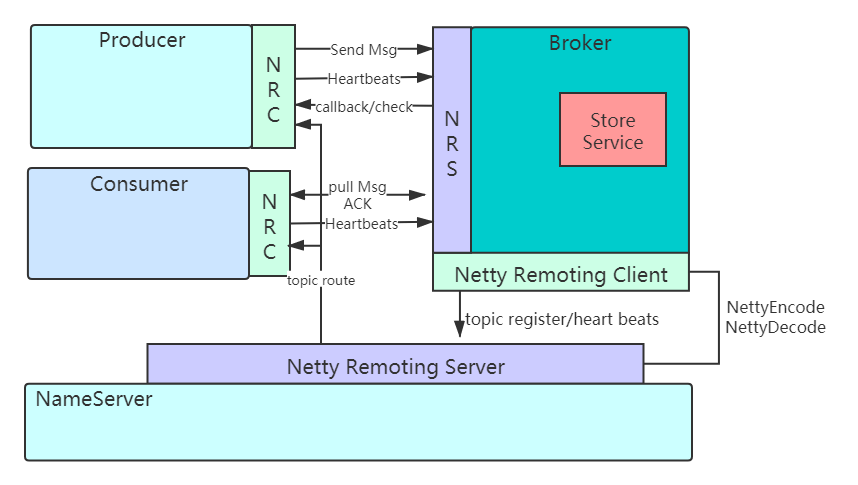 Producer
N
R
C
Send Msg
Heartbeats
callback/check
Broker
N
R
S
Store
Service
Consumer
N
R
C
pull Msg
ACK
Heartbeats
topic route
Netty Remoting Client
topic register/heart beats
NettyEncode
NettyDecode
Netty Remoting Server
NameServer